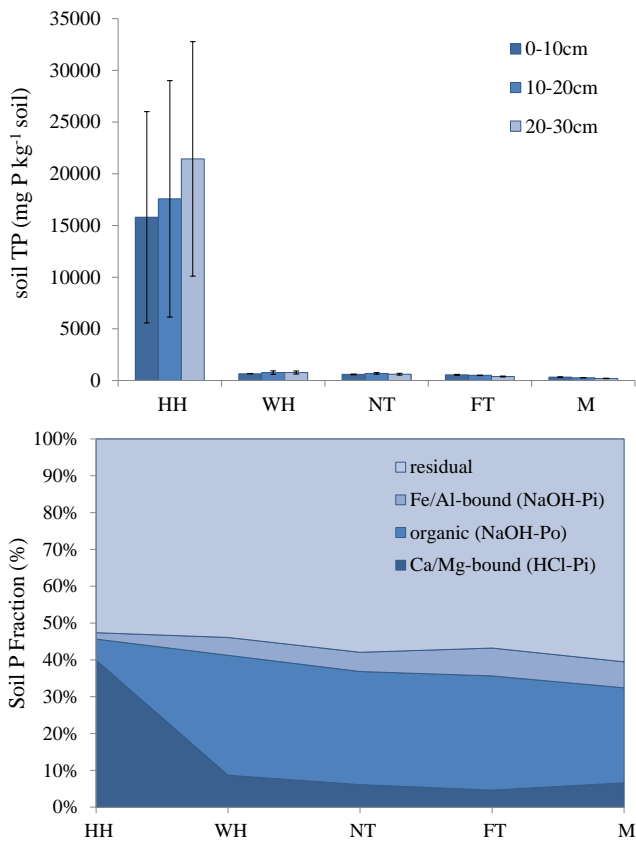 35000
30000
25000
20000
15000
10000
5000
0
soil TP (mg P kg⁻¹ soil)
0-10cm
10-20cm
20-30cm
HH WH NT FT M
100%
90%
80%
70%
60%
50%
40%
30%
20%
10%
0%
Soil P Fraction (%)
residual
Fe/Al-bound (NaOH-Pi)
organic (NaOH-Po)
Ca/Mg-bound (HCl-Pi)
HH WH NT FT M